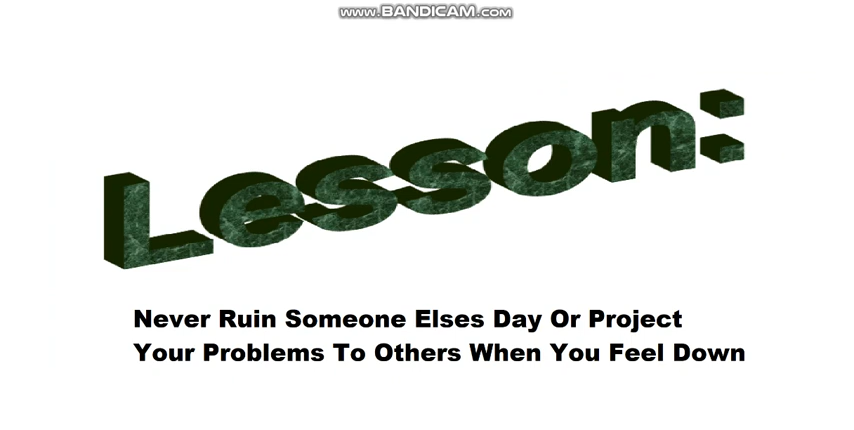 www.BANDICAM.com
Lesson:
Never Ruin Someone Elses Day Or Project
Your Problems To Others When You Feel Down